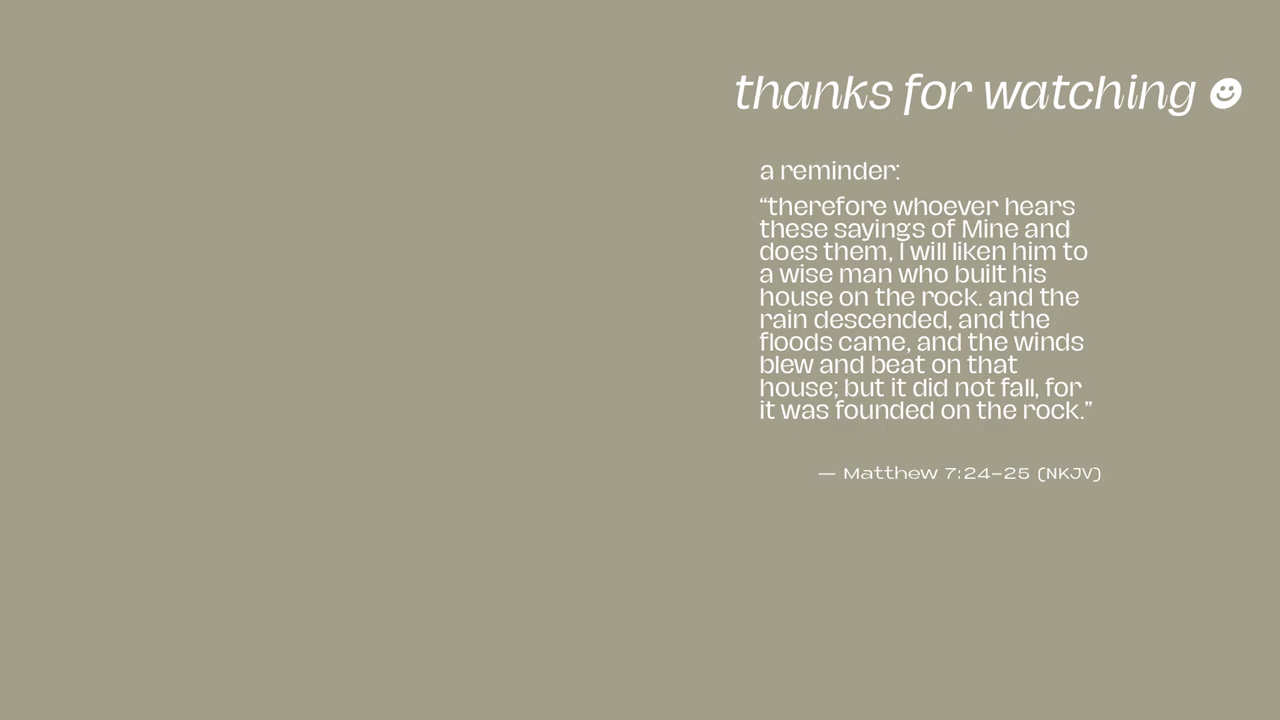 thanks for watching ☻
a reminder:
“therefore whoever hears
these sayings of Mine and
does them, I will liken him to
a wise man who built his
house on the rock. and the
rain descended, and the
floods came, and the winds
blew and beat on that
house; but it did not fall, for
it was founded on the rock.”
— Matthew 7:24–25 (NKJV)